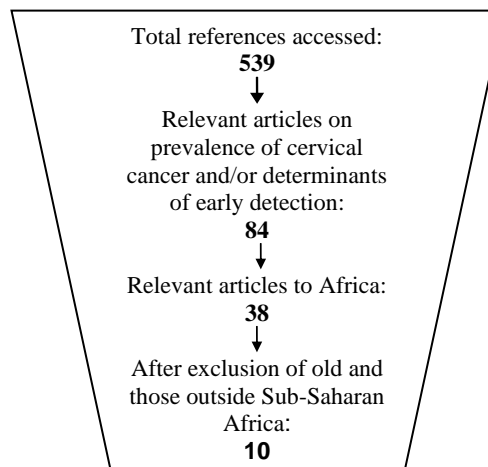 Total references accessed:
539
Relevant articles on
prevalence of cervical
cancer and/or determinants
of early detection:
84
Relevant articles to Africa:
38
After exclusion of old and
those outside Sub-Saharan
Africa:
10